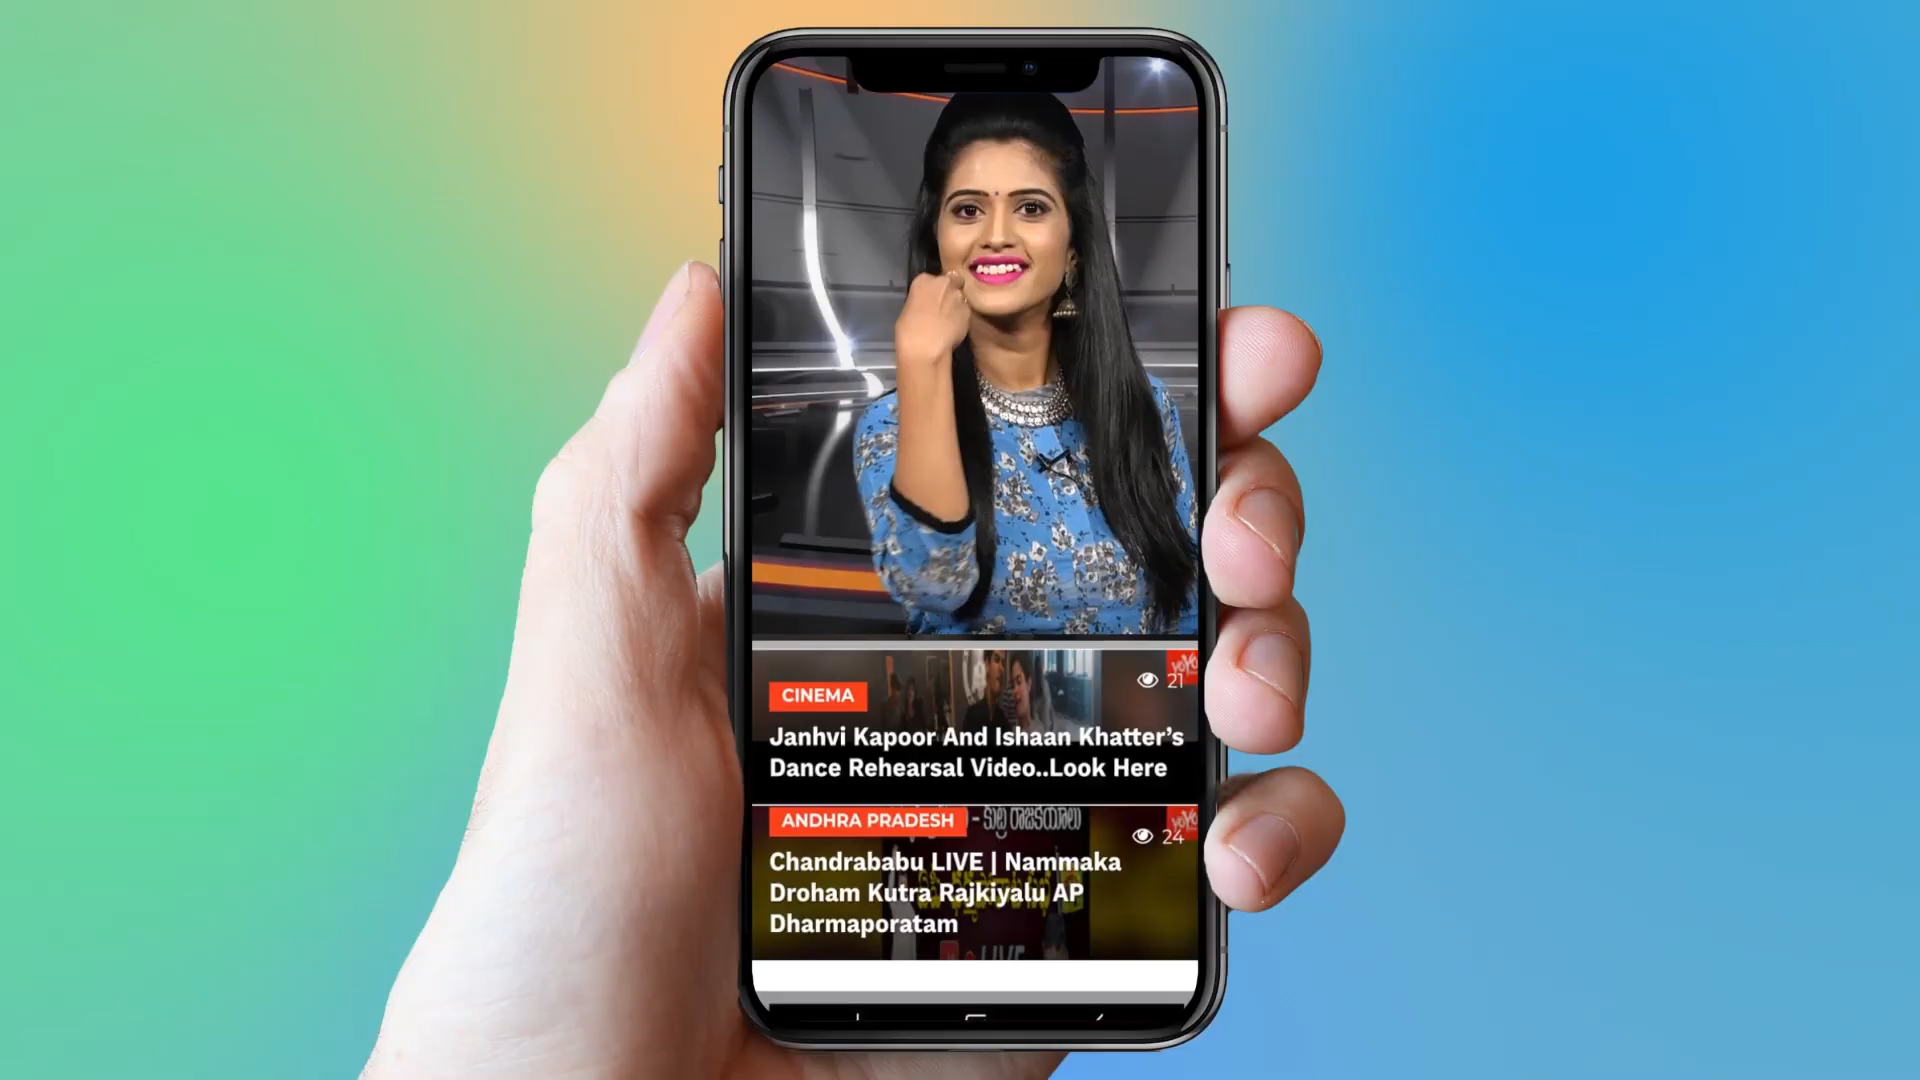 21
CINEMA
Janhvi Kapoor And Ishaan Khatter’s
Dance Rehearsal Video..Look Here
ANDHRA PRADESH
24
Chandrababu LIVE | Nammaka
Droham Kutra Rajkiyalu AP
Dharmaporatam
LIVE